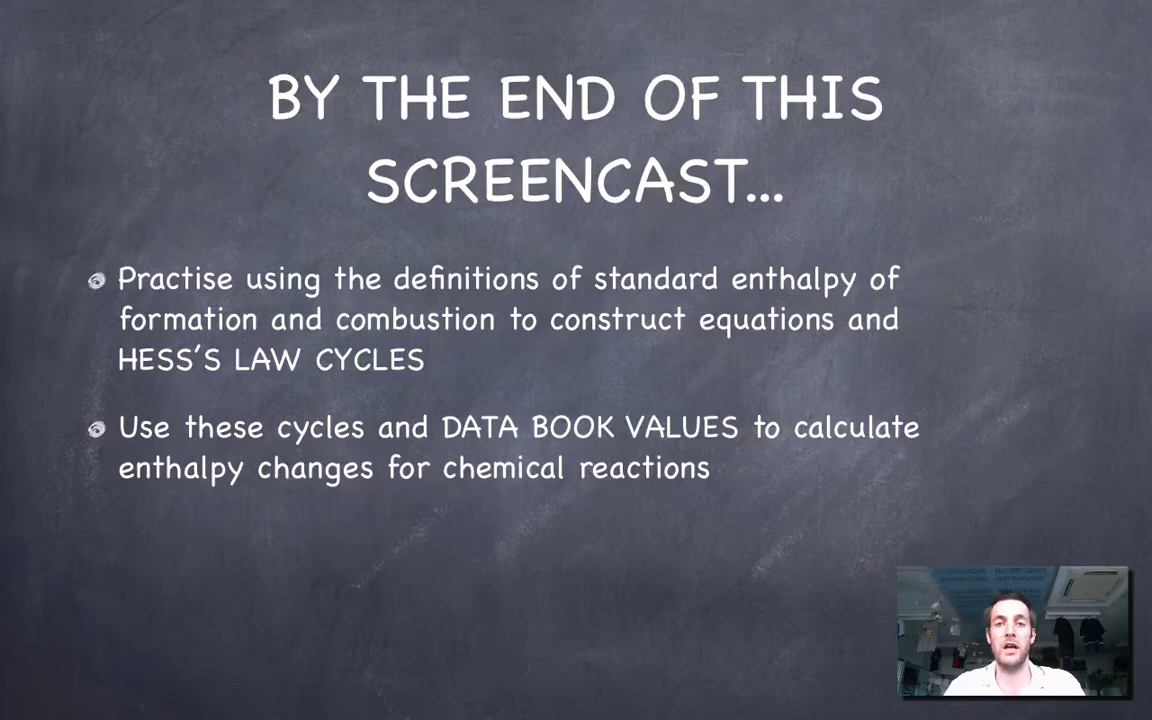 BY THE END OF THIS
SCREENCAST...
Practise using the definitions of standard enthalpy of
formation and combustion to construct equations and
HESS'S LAW CYCLES
Use these cycles and DATA BOOK VALUES to calculate
enthalpy changes for chemical reactions